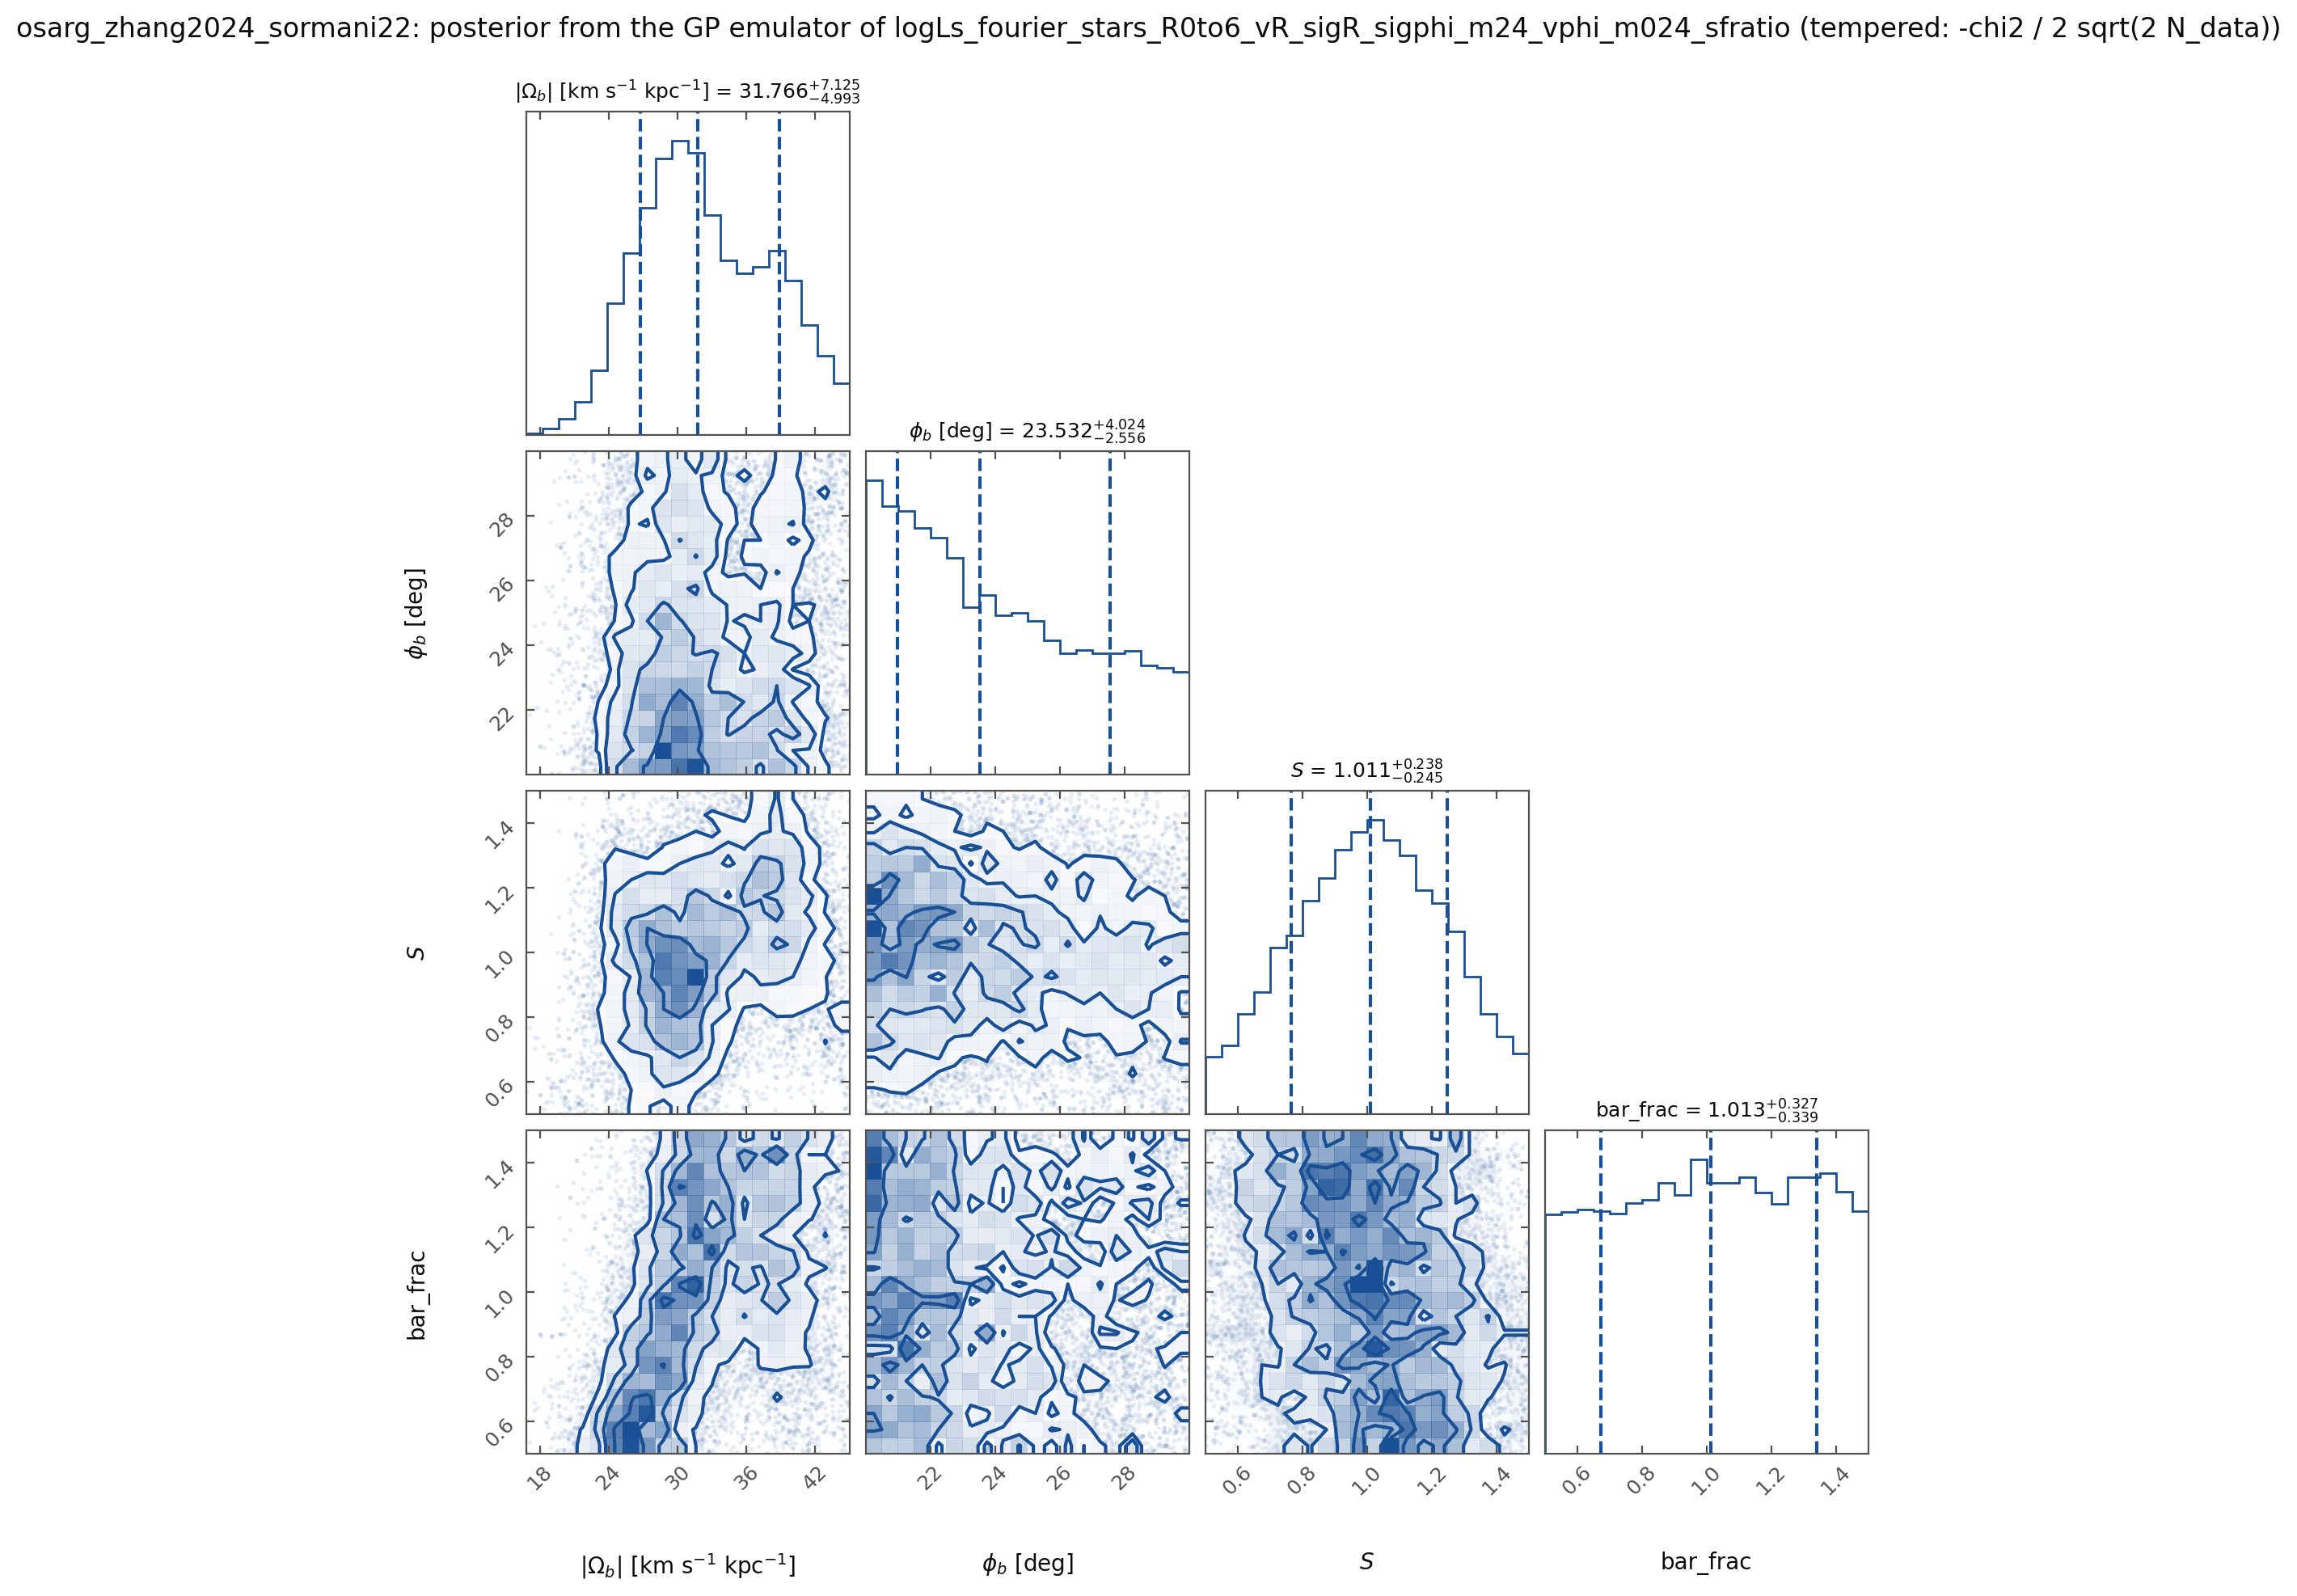 osarg_zhang2024_sormani22: posterior from the GP emulator of logLs_fourier_stars_R0to6_vR_sigR_sigphi_m24_vphi_m024_sfratio (tempered: -chi2 / 2 sqrt(2 N_data))
|Ω_b| [km s⁻¹ kpc⁻¹] = 31.766^{+7.125}_{−4.993}
ϕ_b [deg] = 23.532^{+4.024}_{−2.556}
28
26
24
22
ϕ_b [deg]
S = 1.011^{+0.238}_{−0.245}
1.4
1.2
1.0
0.8
0.6
S
bar_frac = 1.013^{+0.327}_{−0.339}
1.4
1.2
1.0
0.8
0.6
bar_frac
18 24 30 36 42 22 24 26 28 0.6 0.8 1.0 1.2 1.4 0.6 0.8 1.0 1.2 1.4
|Ω_b| [km s⁻¹ kpc⁻¹] ϕ_b [deg] S bar_frac